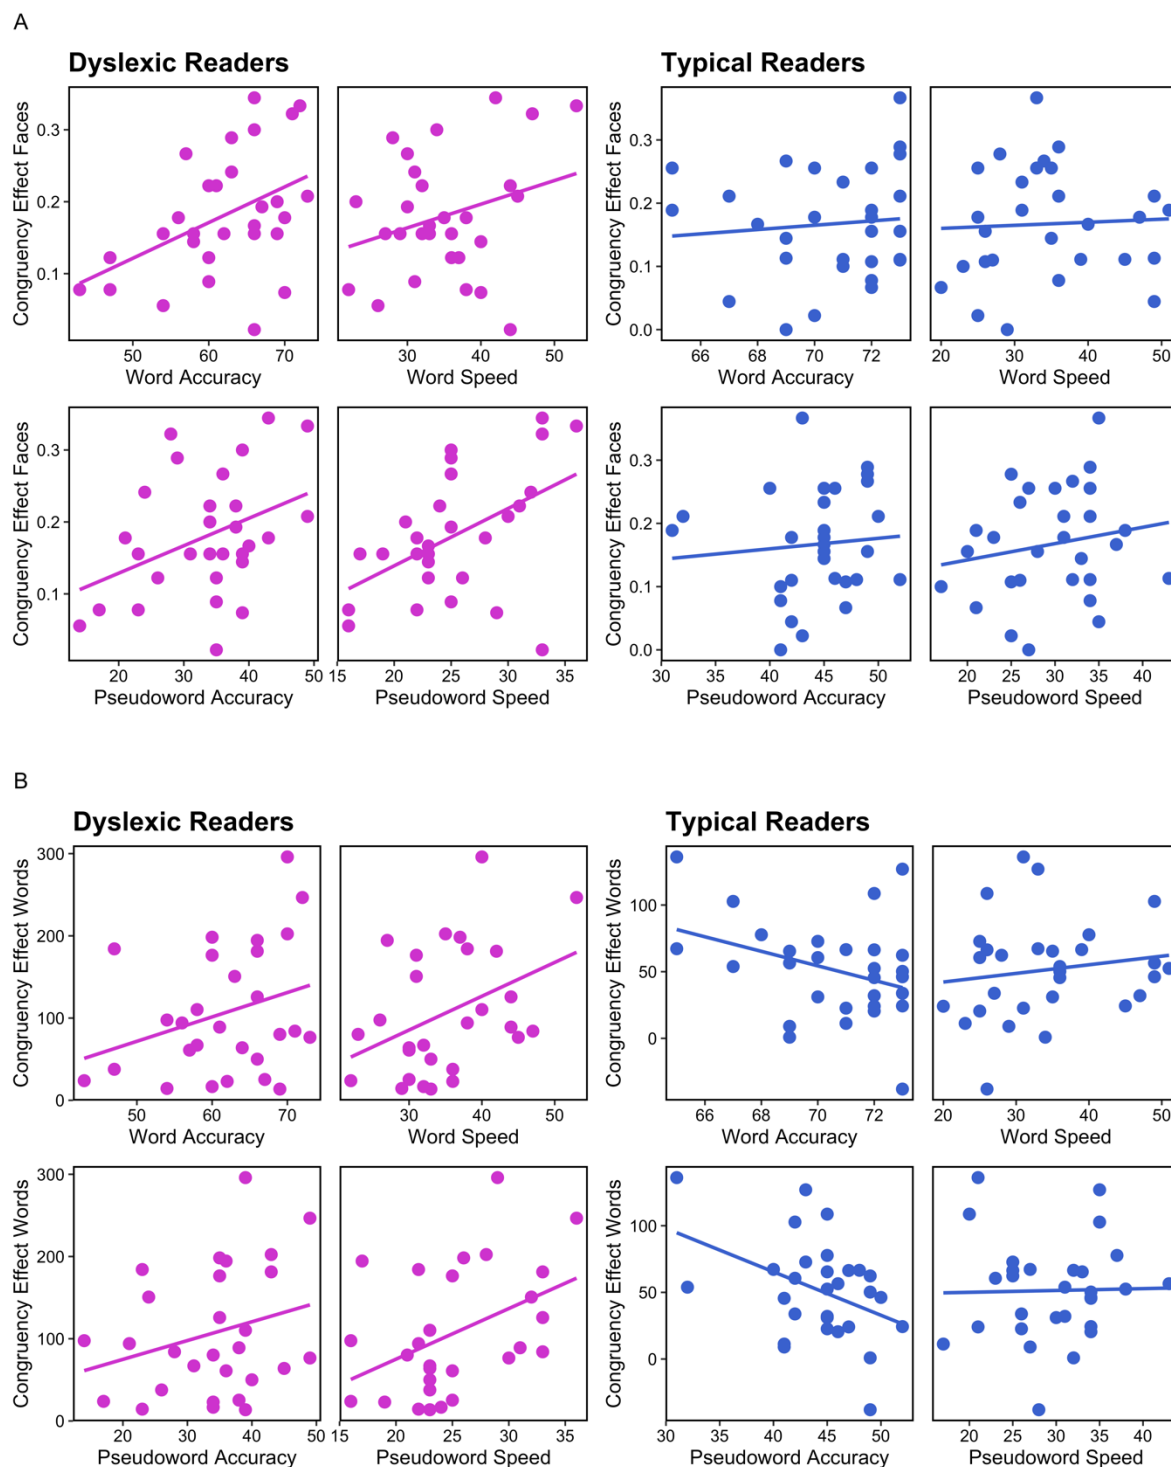 A
Dyslexic Readers Typical Readers
Congruency Effect Faces
0.3
0.2
0.1
50 60 70
Word Accuracy
30 40 50
Word Speed
Congruency Effect Faces
0.3
0.2
0.1
0.0
66 68 70 72
Word Accuracy
20 30 40 50
Word Speed
Congruency Effect Faces
0.3
0.2
0.1
20 30 40 50
Pseudoword Accuracy
15 20 25 30 35
Pseudoword Speed
Congruency Effect Faces
0.3
0.2
0.1
0.0
30 35 40 45 50
Pseudoword Accuracy
20 25 30 35 40
Pseudoword Speed
B
Dyslexic Readers Typical Readers
Congruency Effect Words
300
200
100
0
50 60 70
Word Accuracy
30 40 50
Word Speed
Congruency Effect Words
100
50
0
66 68 70 72
Word Accuracy
20 30 40 50
Word Speed
Congruency Effect Words
300
200
100
0
20 30 40 50
Pseudoword Accuracy
15 20 25 30 35
Pseudoword Speed
Congruency Effect Words
100
50
0
30 35 40 45 50
Pseudoword Accuracy
20 25 30 35 40
Pseudoword Speed